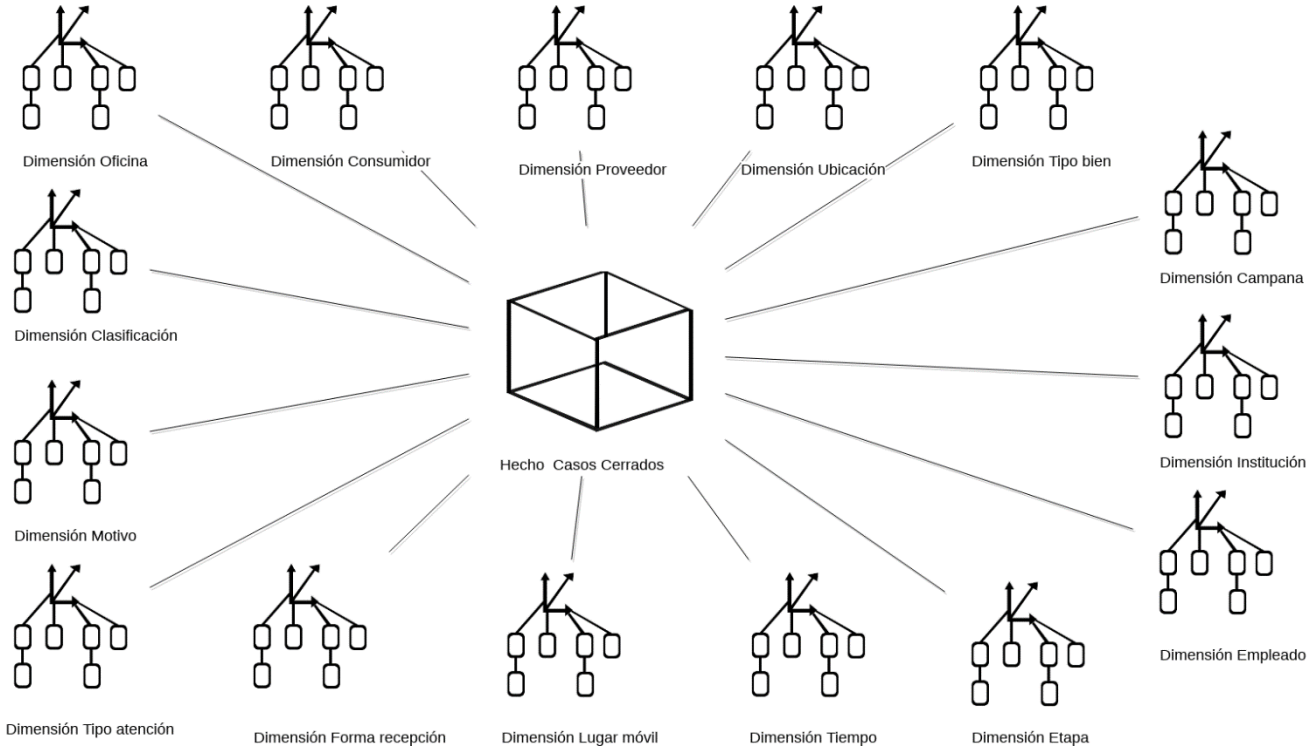 Dimensión Oficina
Dimensión Consumidor
Dimensión Proveedor
Dimensión Ubicación
Dimensión Tipo bien
Dimensión Campana
Dimensión Clasificación
Hecho  Casos Cerrados
Dimensión Institución
Dimensión Motivo
Dimensión Empleado
Dimensión Tipo atención
Dimensión Forma recepción
Dimensión Lugar móvil
Dimensión Tiempo
Dimensión Etapa